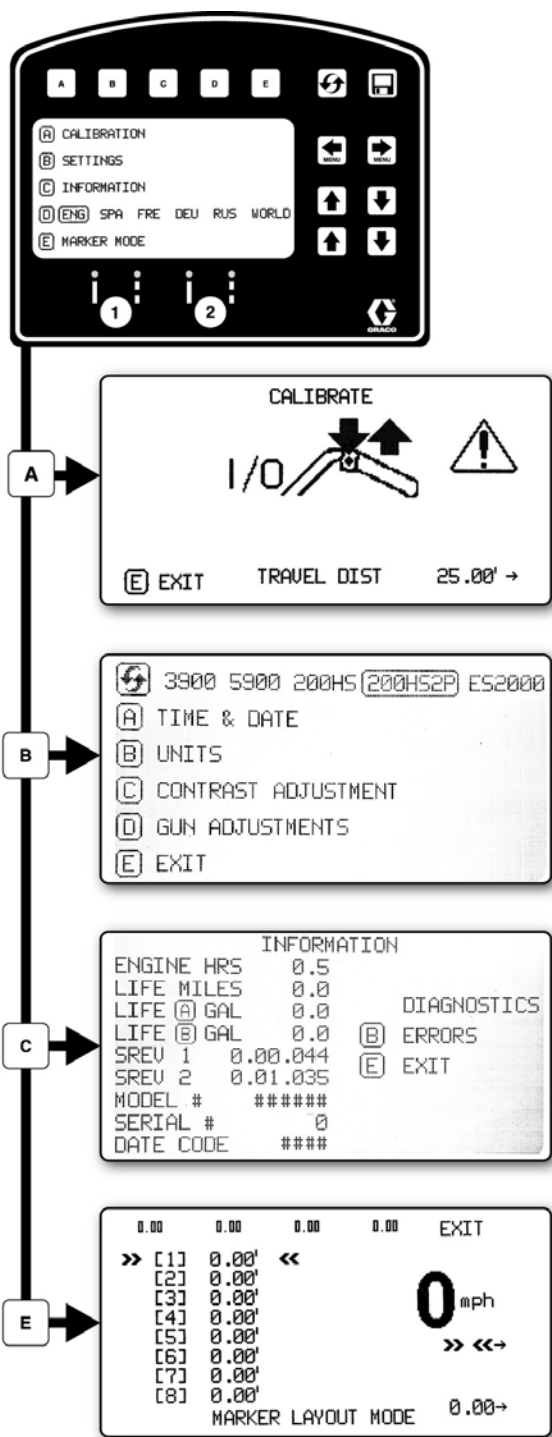 A B C D E
A CALIBRATION
B SETTINGS
C INFORMATION
D ENG SPA FRE DEU RUS WORLD
E MARKER MODE
MENU MENU
1 2
GRACO
A
CALIBRATE
I/O
E EXIT TRAVEL DIST 25.00' →
B
3900 5900 200HS 200HS2P ES2000
A TIME & DATE
B UNITS
C CONTRAST ADJUSTMENT
D GUN ADJUSTMENTS
E EXIT
C
INFORMATION
ENGINE HRS 0.5
LIFE MILES 0.0
LIFE A GAL 0.0 DIAGNOSTICS
LIFE B GAL 0.0 B ERRORS
SREV 1 0.00.044 E EXIT
SREV 2 0.01.035
MODEL # ######
SERIAL # 0
DATE CODE ####
E
0.00 0.00 0.00 0.00 EXIT
» [1] 0.00' «
[2] 0.00'
[3] 0.00' 0 mph
[4] 0.00'
[5] 0.00' » «→
[6] 0.00'
[7] 0.00'
[8] 0.00'
MARKER LAYOUT MODE 0.00→